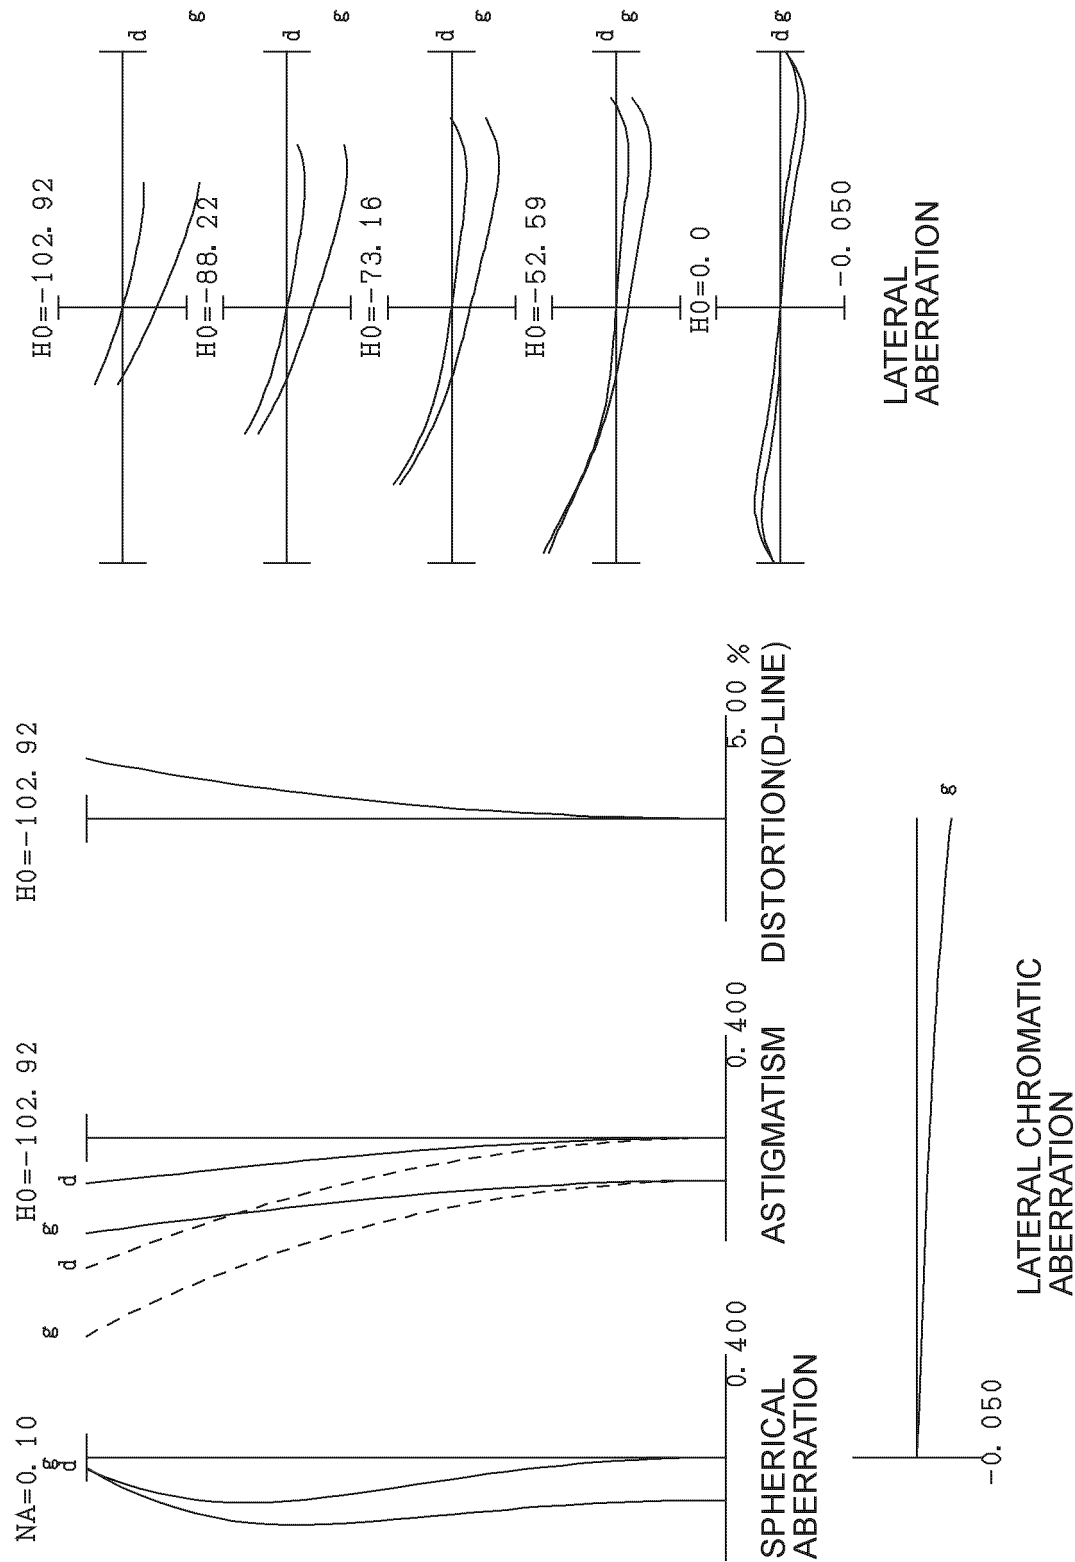 NA=0. 10
g
d
0. 400
SPHERICAL
ABERRATION
H0=-102. 92
d
g
d
g
0. 400
ASTIGMATISM
H0=-102. 92
5. 00 %
DISTORTION(D-LINE)
g
-0. 050
LATERAL CHROMATIC
ABERRATION
H0=-102. 92
d
g
H0=-88. 22
d
g
H0=-73. 16
d
g
H0=-52. 59
d
g
H0=0. 0
d g
-0. 050
LATERAL
ABERRATION